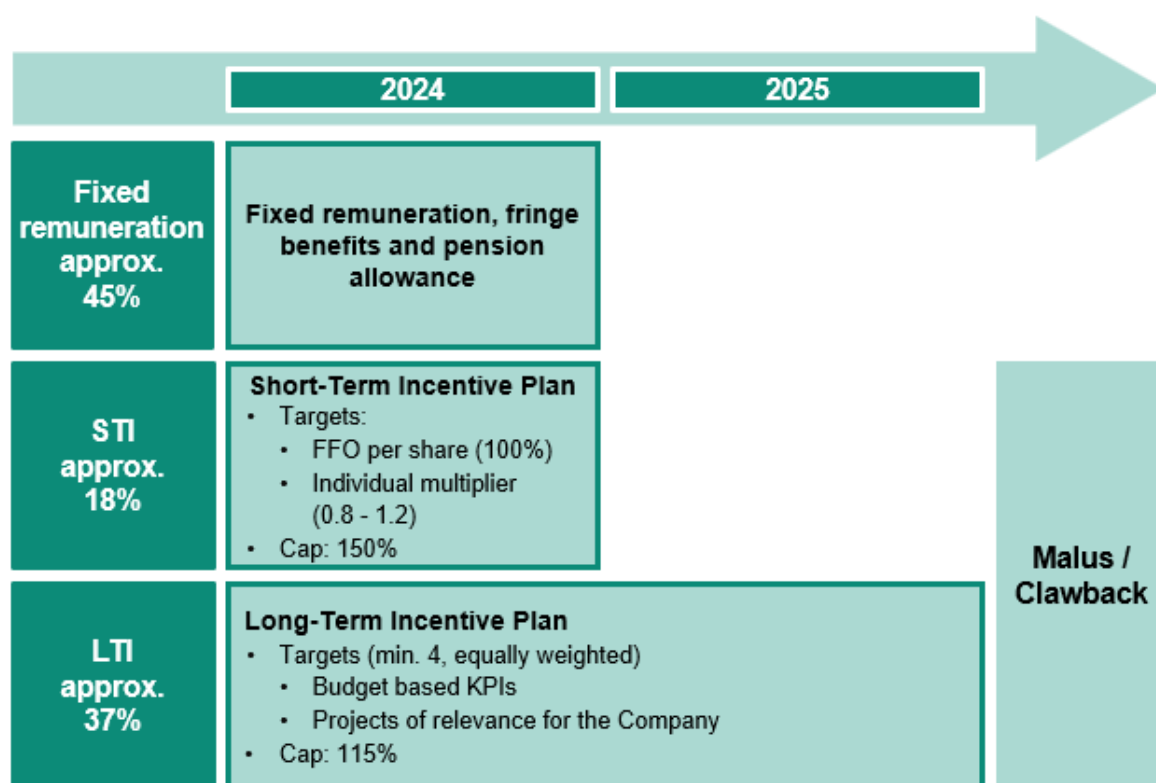 2024
2025
Fixed
remuneration
approx.
45%
Fixed remuneration, fringe
benefits and pension
allowance
STI
approx.
18%
Short-Term Incentive Plan
• Targets:
• FFO per share (100%)
• Individual multiplier
(0.8 - 1.2)
• Cap: 150%
Malus /
Clawback
LTI
approx.
37%
Long-Term Incentive Plan
• Targets (min. 4, equally weighted)
• Budget based KPIs
• Projects of relevance for the Company
• Cap: 115%